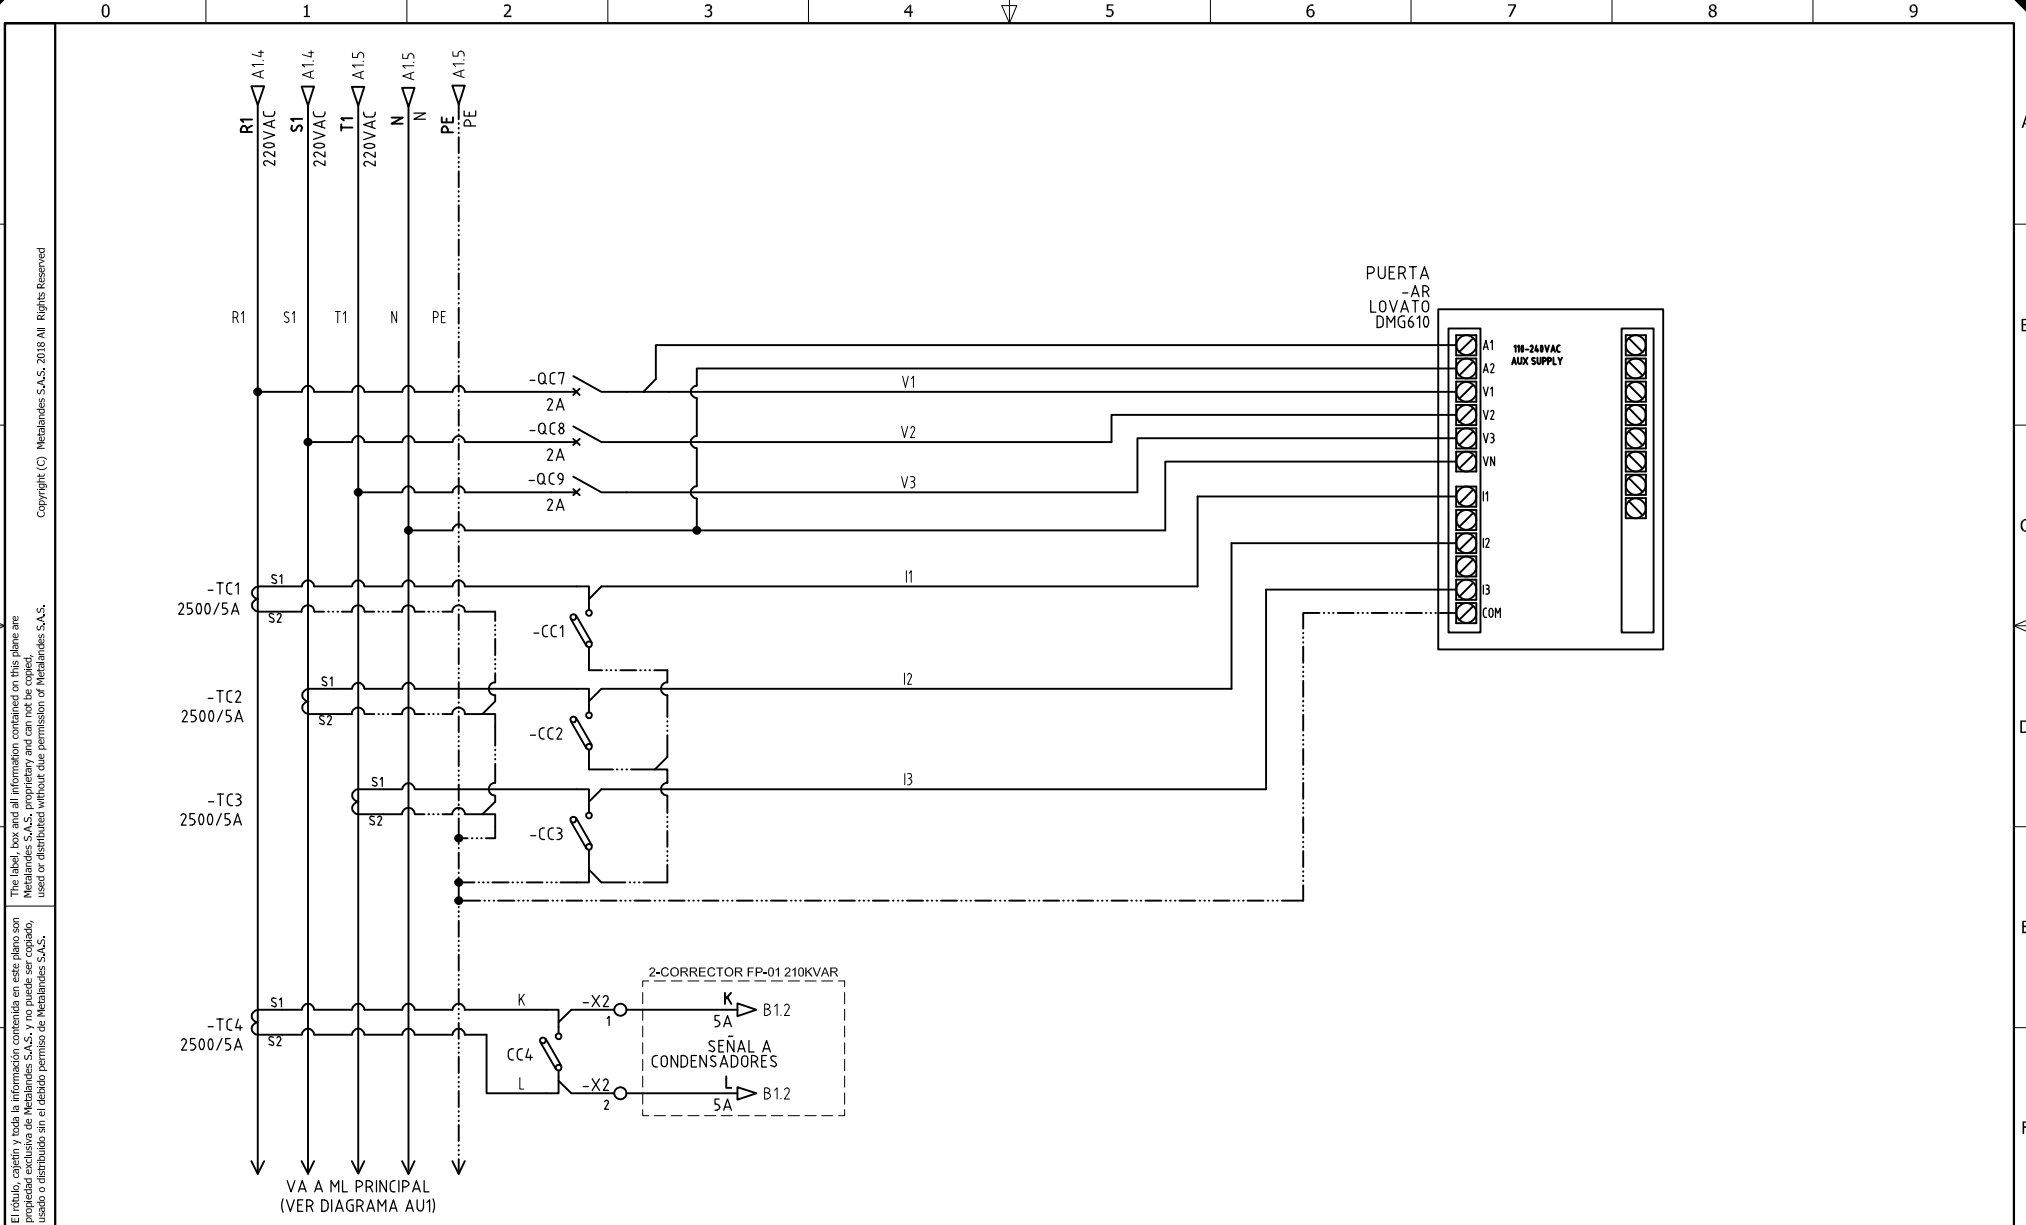 0 1 2 3 4 5 6 7 8 9
A1.4 A1.4 A1.5 A1.5 A1.5
R1 220VAC S1 220VAC T1 220VAC N N PE PE
A
R1 S1 T1 N PE
B
PUERTA
-AR
LOVATO
DMG610
110-240VAC
AUX SUPPLY
A1
A2
V1
V2
V3
VN
I1
I2
I3
COM
-QC7
2A
V1
-QC8
2A
V2
-QC9
2A
V3
C
-TC1
2500/5A
S1
S2
-CC1
I1
-TC2
2500/5A
S1
S2
-CC2
I2
D
-TC3
2500/5A
S1
S2
-CC3
I3
E
-TC4
2500/5A
S1
S2
K
L
CC4
-X2
1
-X2
2
2-CORRECTOR FP-01 210KVAR
K
5A
B1.2
SEÑAL A
CONDENSADORES
L
5A
B1.2
F
VA A ML PRINCIPAL
(VER DIAGRAMA AU1)
Copyright (C) Metalandes S.A.S. 2018 All Rights Reserved
The label, box and all information contained on this plane are
Metalandes S.A.S. proprietary and can not be copied,
used or distributed without due permission of Metalandes S.A.S.
El rótulo, cajetín y toda la información contenida en este plano son
propiedad exclusiva de Metalandes S.A.S. y no puede ser copiado,
usado o distribuido sin el debido permiso de Metalandes S.A.S.